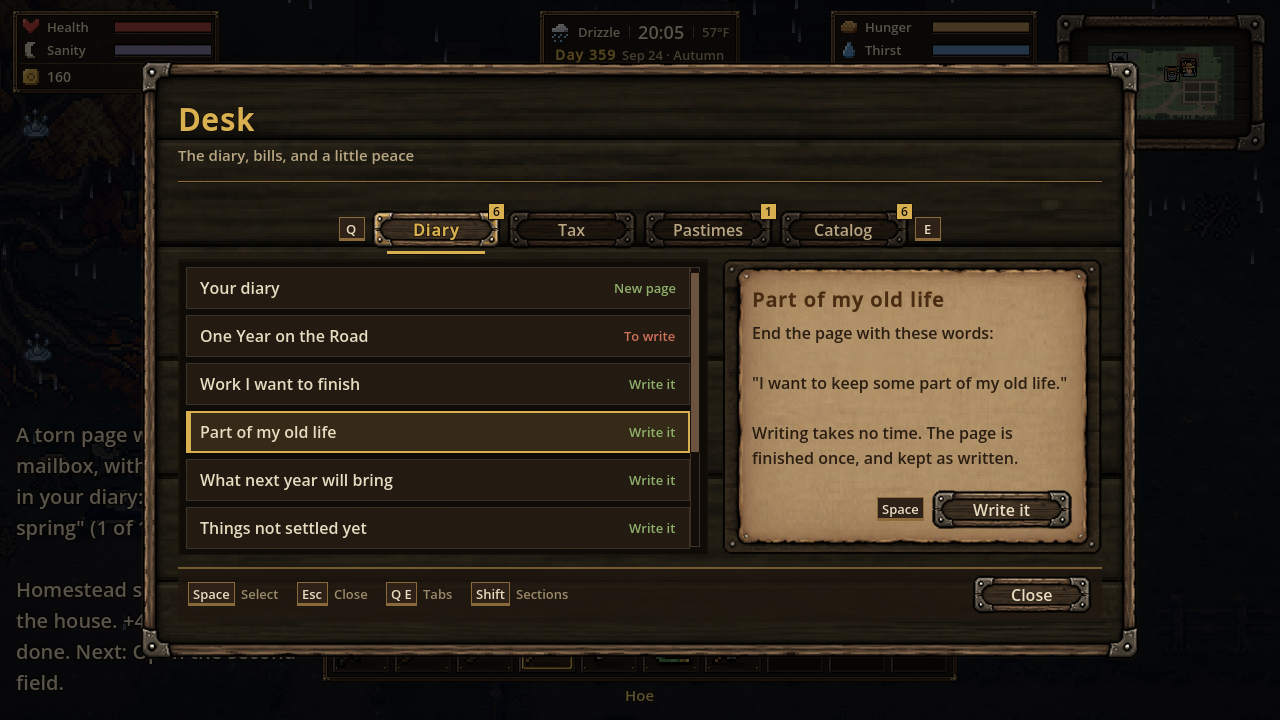 Health
Sanity
160
Drizzle
20:05
57°F
Day 359 Sep 24 · Autumn
Hunger
Thirst
Desk
The diary, bills, and a little peace
Q
Diary
6
Tax
Pastimes
1
Catalog
6
E
Your diary New page
One Year on the Road To write
Work I want to finish Write it
Part of my old life Write it
What next year will bring Write it
Things not settled yet Write it
Part of my old life
End the page with these words:
"I want to keep some part of my old life."
Writing takes no time. The page is
finished once, and kept as written.
Space Write it
Space Select Esc Close Q E Tabs Shift Sections
Close
A torn page
mailbox, with
in your diary:
spring" (1 of
Homestead
the house. +4
done. Next: the second
field.
Hoe